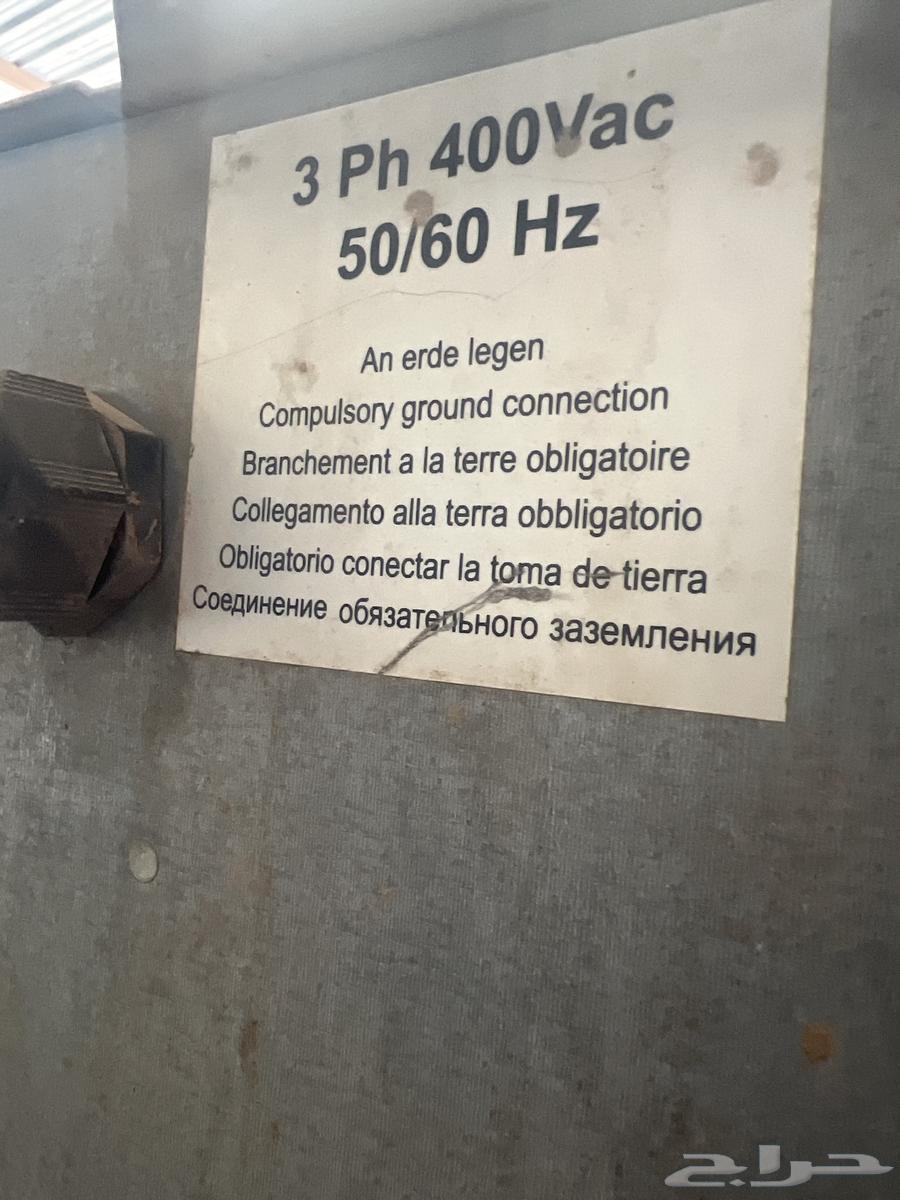 3 Ph 400Vac
50/60 Hz
An erde legen
Compulsory ground connection
Branchement a la terre obligatoire
Collegamento alla terra obbligatorio
Obligatorio conectar la toma de tierra
Соединение обязательного заземления
حراج